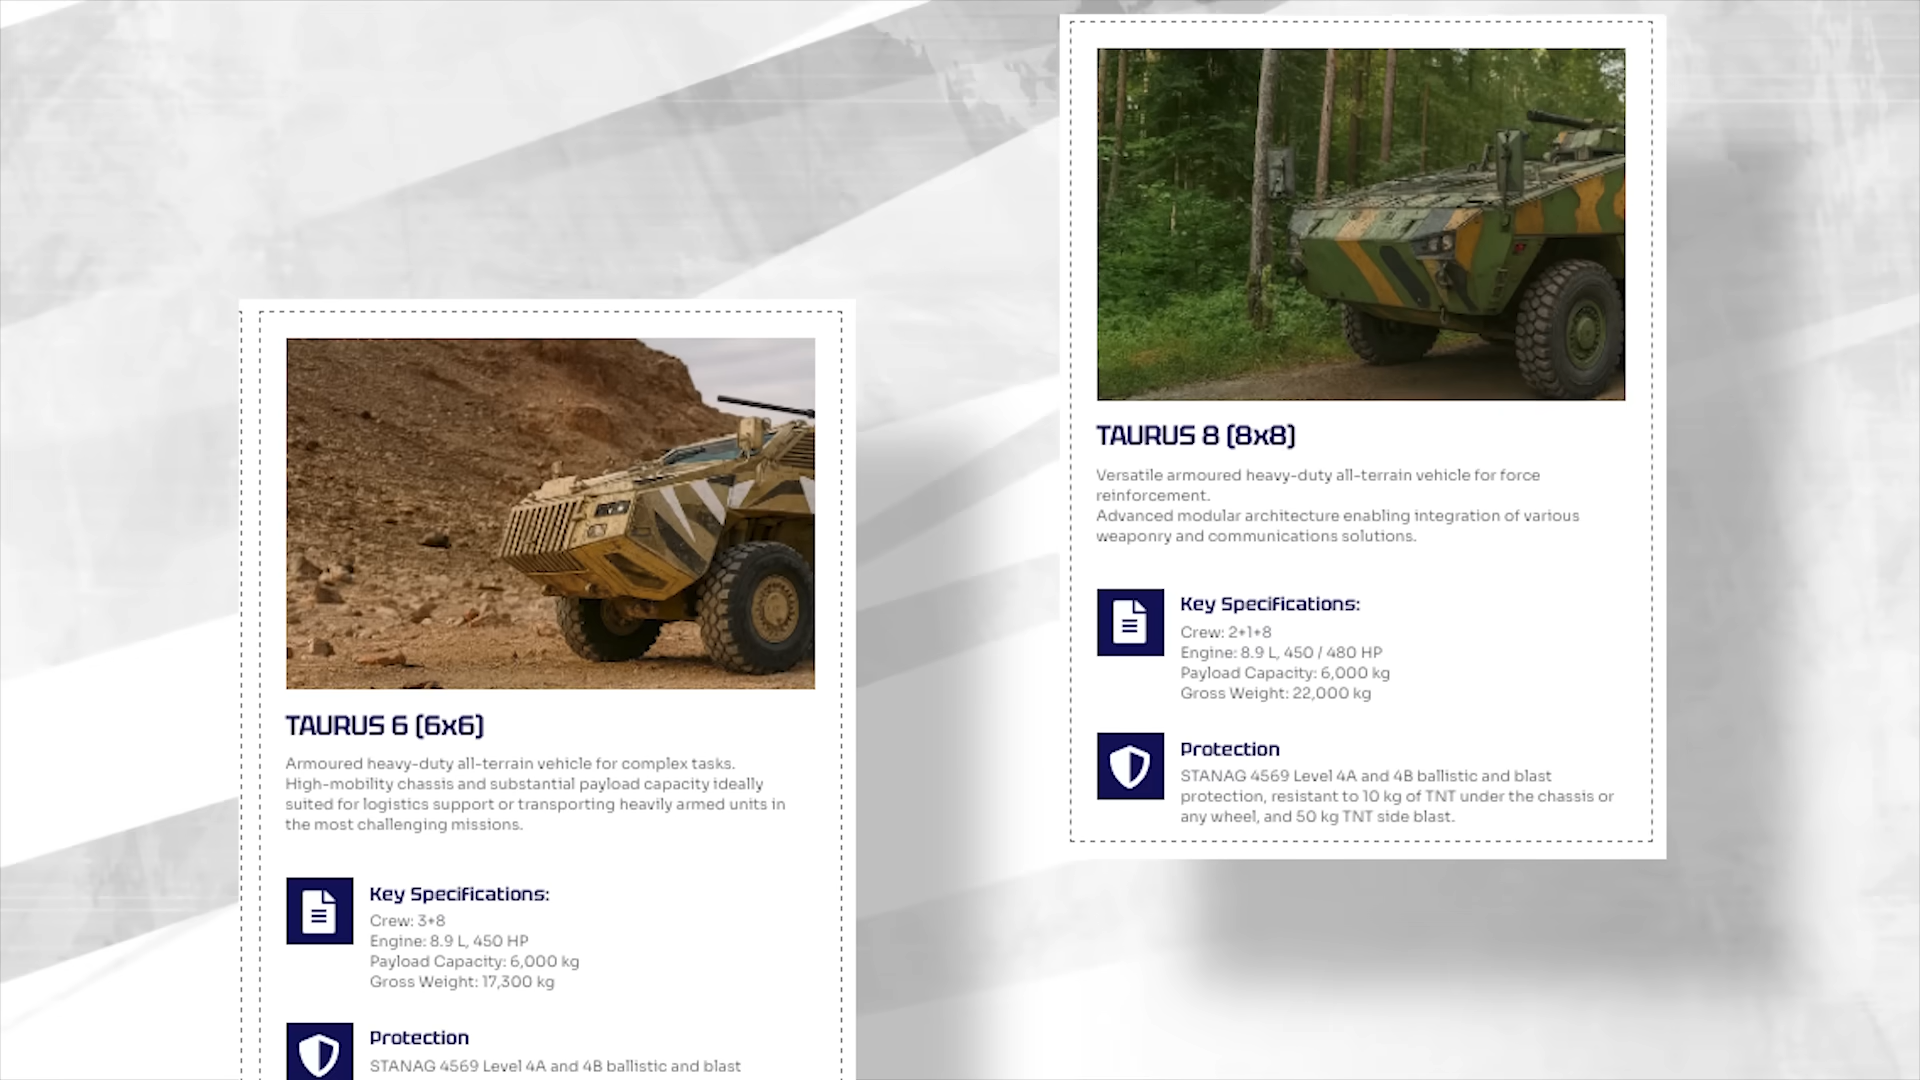 TAURUS 6 (6x6)
Armoured heavy-duty all-terrain vehicle for complex tasks.
High-mobility chassis and substantial payload capacity ideally
suited for logistics support or transporting heavily armed units in
the most challenging missions.
Key Specifications:
Crew: 3+8
Engine: 8.9 L, 450 HP
Payload Capacity: 6,000 kg
Gross Weight: 17,300 kg
Protection
STANAG 4569 Level 4A and 4B ballistic and blast
TAURUS 8 (8x8)
Versatile armoured heavy-duty all-terrain vehicle for force
reinforcement.
Advanced modular architecture enabling integration of various
weaponry and communications solutions.
Key Specifications:
Crew: 2+1+8
Engine: 8.9 L, 450 / 480 HP
Payload Capacity: 6,000 kg
Gross Weight: 22,000 kg
Protection
STANAG 4569 Level 4A and 4B ballistic and blast
protection, resistant to 10 kg of TNT under the chassis or
any wheel, and 50 kg TNT side blast.